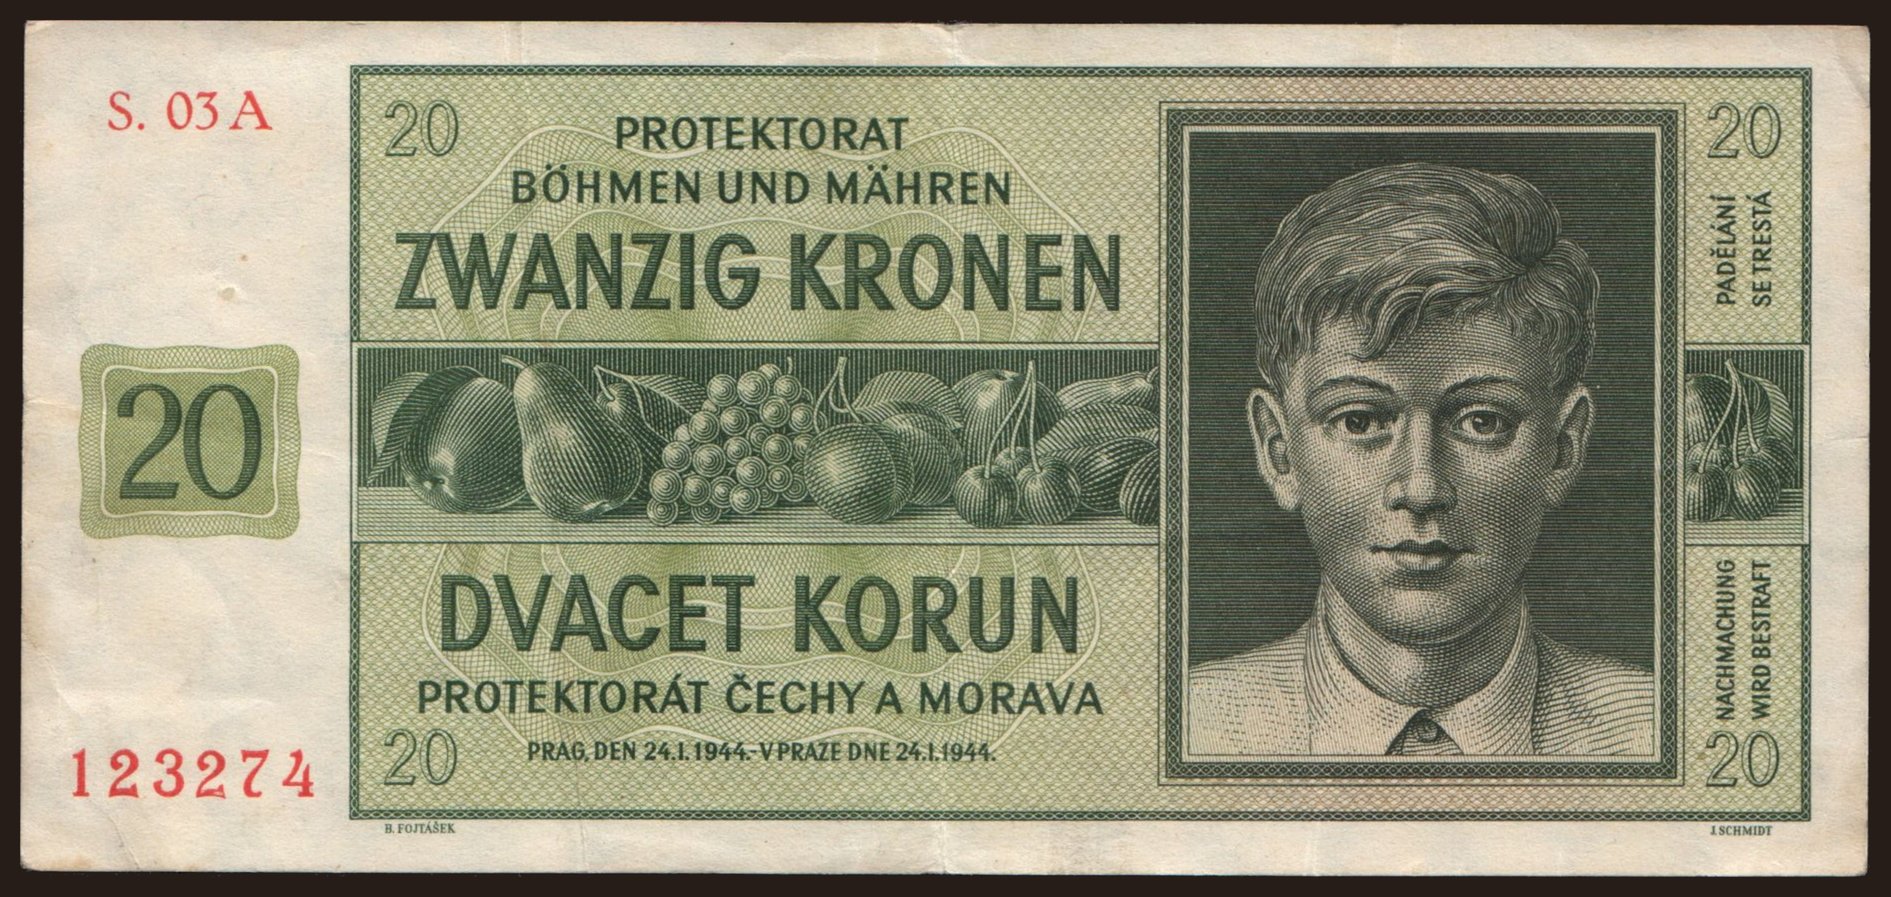 S. 03 A
20
20
PROTEKTORAT
BÖHMEN UND MÄHREN
ZWANZIG KRONEN
PADĚLÁNÍ
SE TRESTÁ
20
DVACET KORUN
PROTEKTORÁT ČECHY A MORAVA
PRAG, DEN 24.I.1944.-V PRAZE DNE 24.I.1944.
NACHMACHUNG
WIRD BESTRAFT
123274
20
20
B. FOJTÁŠEK
J. SCHMIDT